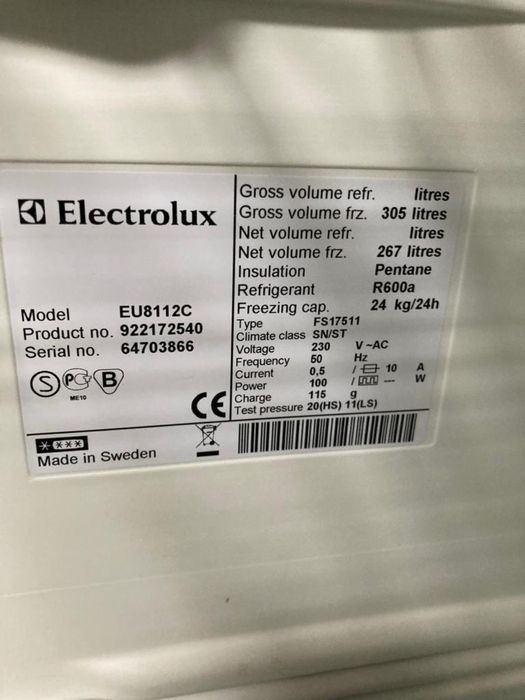 Electrolux
Model EU8112C
Product no. 922172540
Serial no. 64703866
ME10
Made in Sweden
Gross volume refr. litres
Gross volume frz. 305 litres
Net volume refr. litres
Net volume frz. 267 litres
Insulation Pentane
Refrigerant R600a
Freezing cap. 24 kg/24h
Type FS17511
Climate class SN/ST
Voltage 230 V ~AC
Frequency 50 Hz
Current 0,5 / 10 A
Power 100 / --- W
Charge 115 g
Test pressure 20(HS) 11(LS)
S PG B
CE